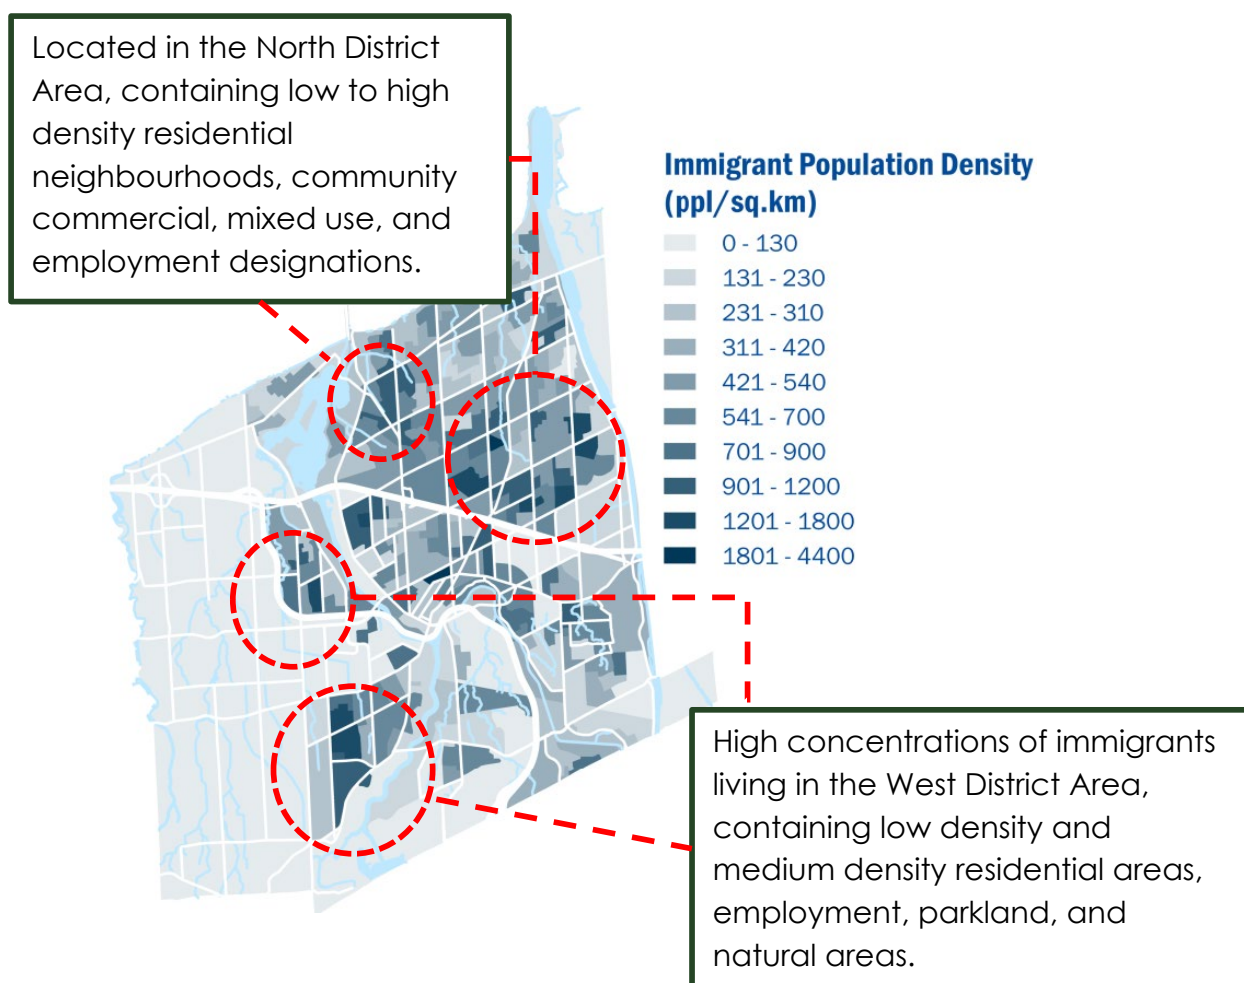 Located in the North District
Area, containing low to high
density residential
neighbourhoods, community
commercial, mixed use, and
employment designations.
Immigrant Population Density
(ppl/sq.km)
0 - 130
131 - 230
231 - 310
311 - 420
421 - 540
541 - 700
701 - 900
901 - 1200
1201 - 1800
1801 - 4400
High concentrations of immigrants
living in the West District Area,
containing low density and
medium density residential areas,
employment, parkland, and
natural areas.